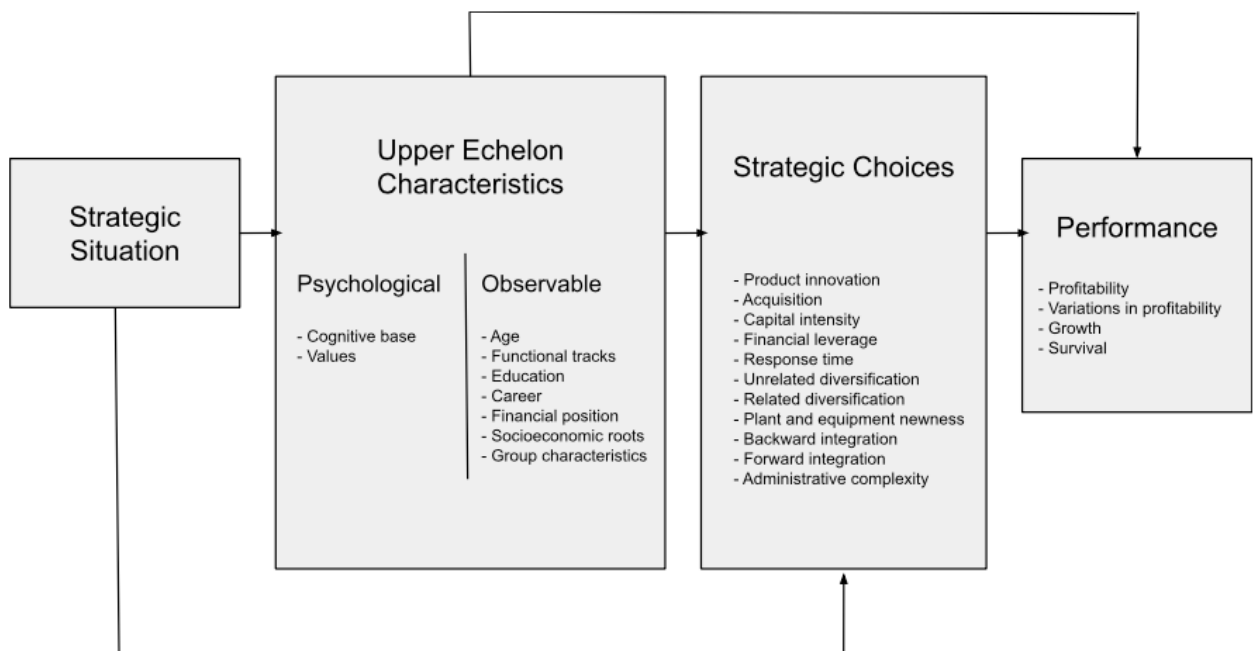 Strategic
Situation
Upper Echelon
Characteristics
Psychological
- Cognitive base
- Values
Observable
- Age
- Functional tracks
- Education
- Career
- Financial position
- Socioeconomic roots
- Group characteristics
Strategic Choices
- Product innovation
- Acquisition
- Capital intensity
- Financial leverage
- Response time
- Unrelated diversification
- Related diversification
- Plant and equipment newness
- Backward integration
- Forward integration
- Administrative complexity
Performance
- Profitability
- Variations in profitability
- Growth
- Survival